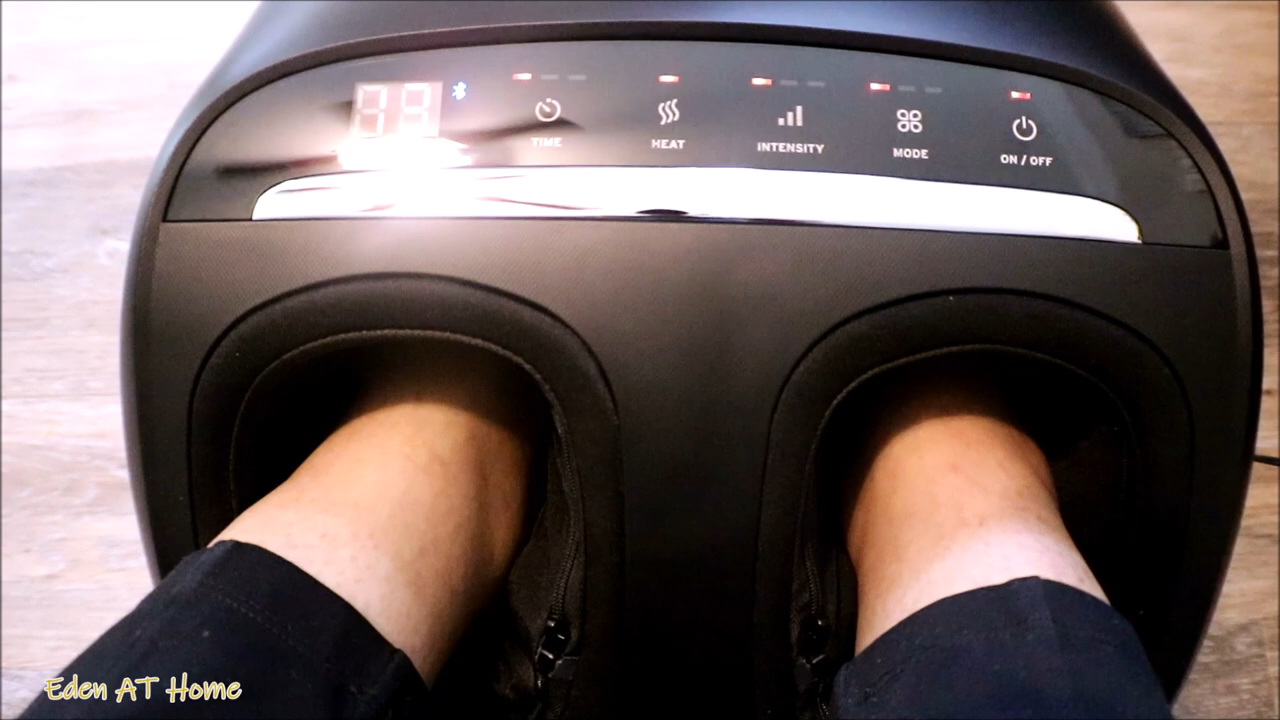 TIME
HEAT
INTENSITY
MODE
ON / OFF
Eden AT Home